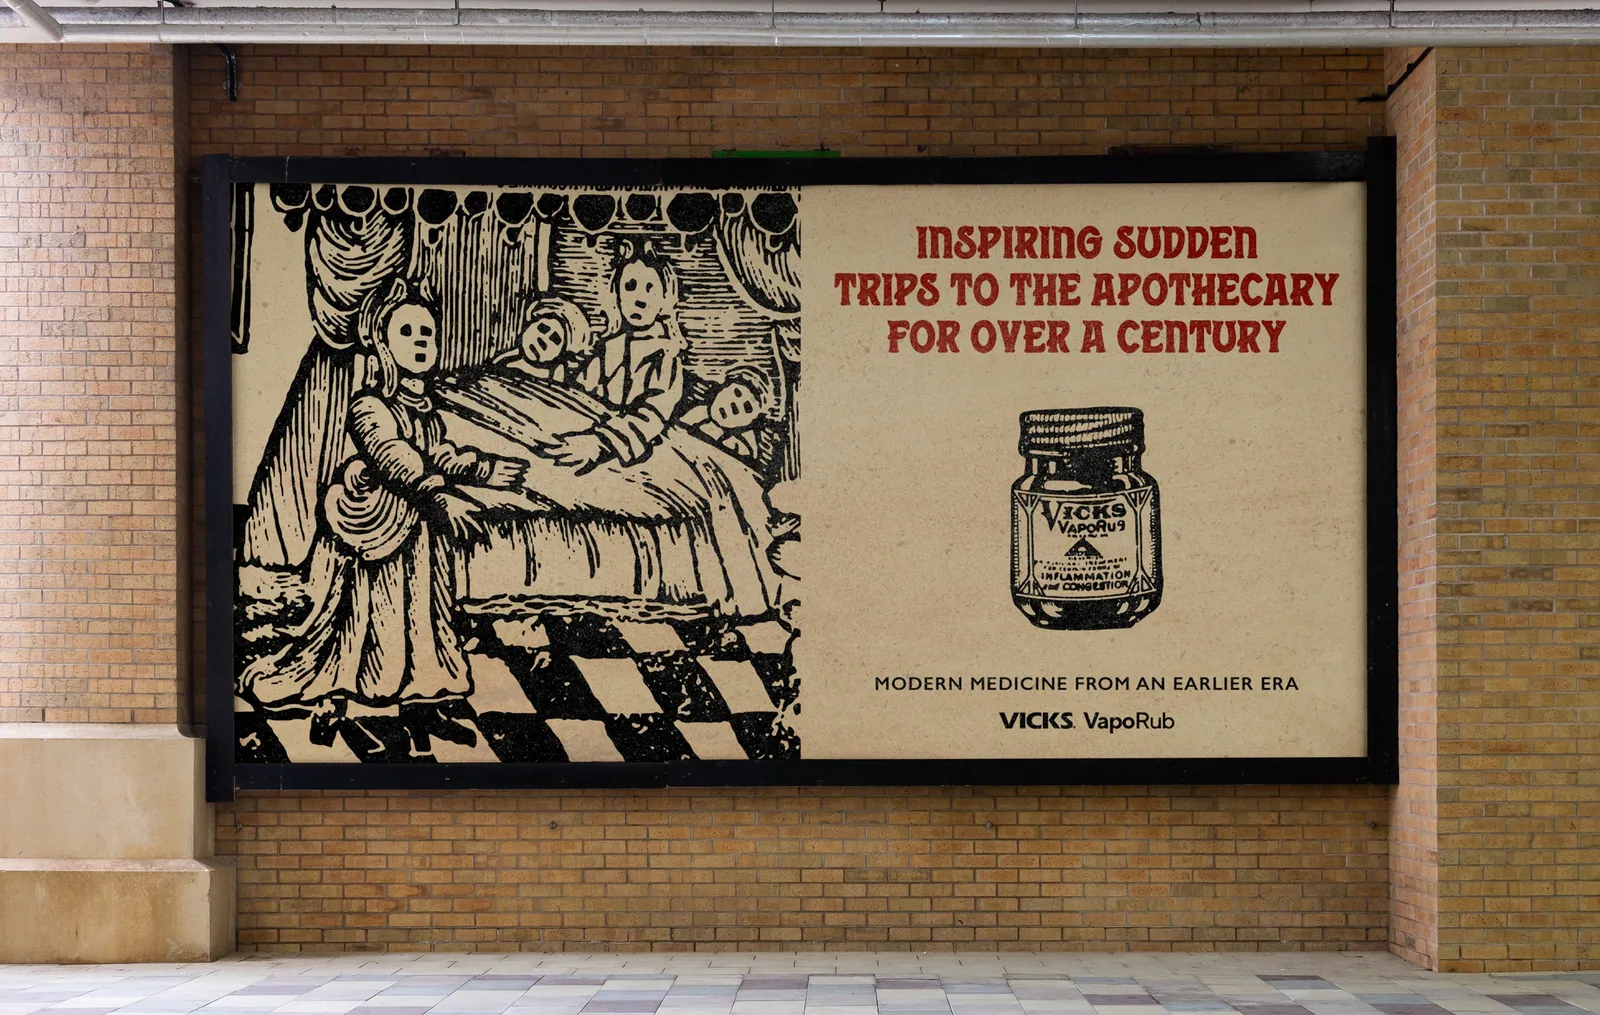 INSPIRING SUDDEN
TRIPS TO THE APOTHECARY
FOR OVER A CENTURY
VICKS
VAPORUB
INFLAMMATION
AND CONGESTION
MODERN MEDICINE FROM AN EARLIER ERA
VICKS. VapoRub